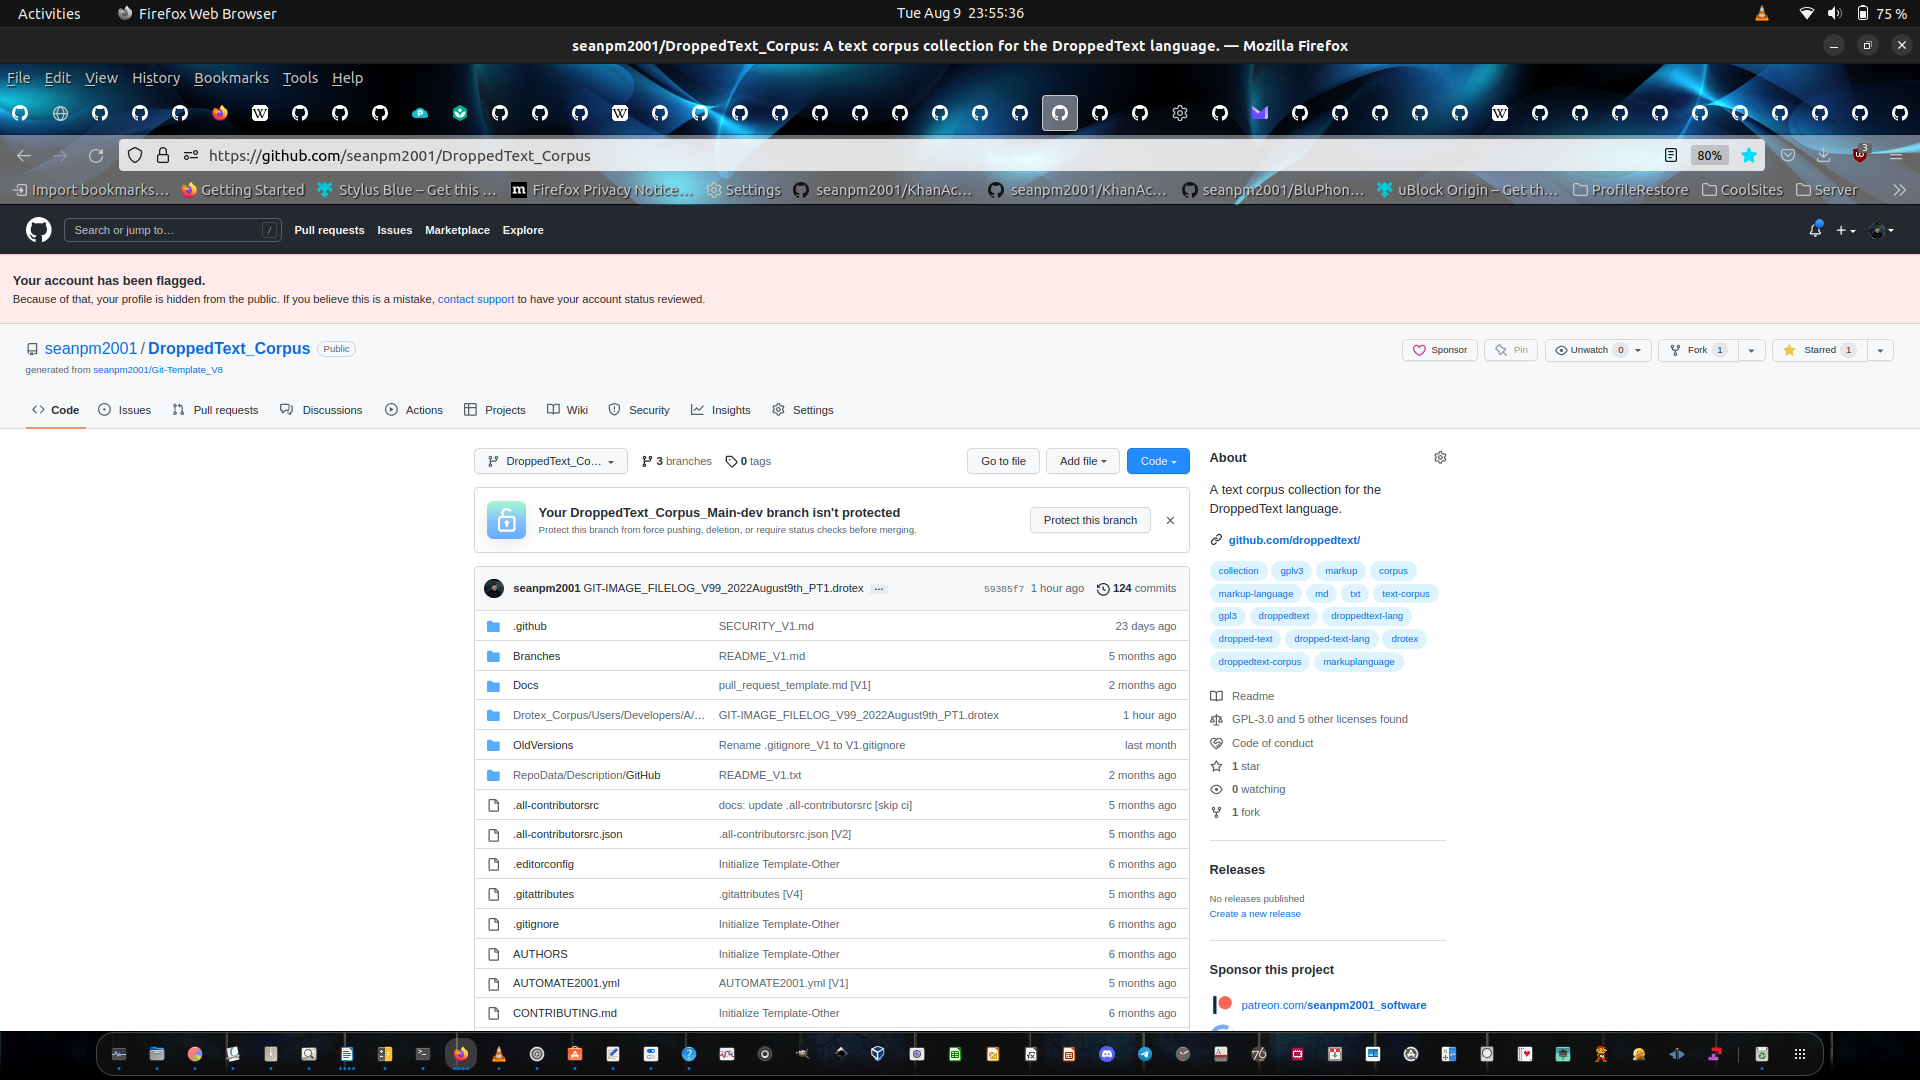 Activities
Firefox Web Browser
Tue Aug 9 23:55:36
75 %
seanpm2001/DroppedText_Corpus: A text corpus collection for the DroppedText language. — Mozilla Firefox
File Edit View History Bookmarks Tools Help
https://github.com/seanpm2001/DroppedText_Corpus
80%
3
Import bookmarks…
Getting Started
Stylus Blue – Get this …
Firefox Privacy Notice…
Settings
seanpm2001/KhanAc…
seanpm2001/KhanAc…
seanpm2001/BluPhon…
uBlock Origin – Get th…
ProfileRestore
CoolSites
Server
Search or jump to…
/
Pull requests
Issues
Marketplace
Explore
Your account has been flagged.
Because of that, your profile is hidden from the public. If you believe this is a mistake, contact support to have your account status reviewed.
seanpm2001 / DroppedText_Corpus Public
Sponsor
Pin
Unwatch 0
Fork 1
Starred 1
generated from seanpm2001/Git-Template_V8
Code
Issues
Pull requests
Discussions
Actions
Projects
Wiki
Security
Insights
Settings
DroppedText_Co…
3 branches
0 tags
Go to file
Add file
Code
Your DroppedText_Corpus_Main-dev branch isn't protected
Protect this branch from force pushing, deletion, or require status checks before merging.
Protect this branch
seanpm2001 GIT-IMAGE_FILELOG_V99_2022August9th_PT1.drotex … 59385f7 1 hour ago 124 commits
.github SECURITY_V1.md 23 days ago
Branches README_V1.md 5 months ago
Docs pull_request_template.md [V1] 2 months ago
Drotex_Corpus/Users/Developers/A/… GIT-IMAGE_FILELOG_V99_2022August9th_PT1.drotex 1 hour ago
OldVersions Rename .gitignore_V1 to V1.gitignore last month
RepoData/Description/GitHub README_V1.txt 2 months ago
.all-contributorsrc docs: update .all-contributorsrc [skip ci] 5 months ago
.all-contributorsrc.json .all-contributorsrc.json [V2] 5 months ago
.editorconfig Initialize Template-Other 6 months ago
.gitattributes .gitattributes [V4] 5 months ago
.gitignore Initialize Template-Other 6 months ago
AUTHORS Initialize Template-Other 6 months ago
AUTOMATE2001.yml AUTOMATE2001.yml [V1] 5 months ago
CONTRIBUTING.md Initialize Template-Other 6 months ago
About
A text corpus collection for the
DroppedText language.
github.com/droppedtext/
collection gplv3 markup corpus
markup-language md txt text-corpus
gpl3 droppedtext droppedtext-lang
dropped-text dropped-text-lang drotex
droppedtext-corpus markuplanguage
Readme
GPL-3.0 and 5 other licenses found
Code of conduct
1 star
0 watching
1 fork
Releases
No releases published
Create a new release
Sponsor this project
patreon.com/seanpm2001_software